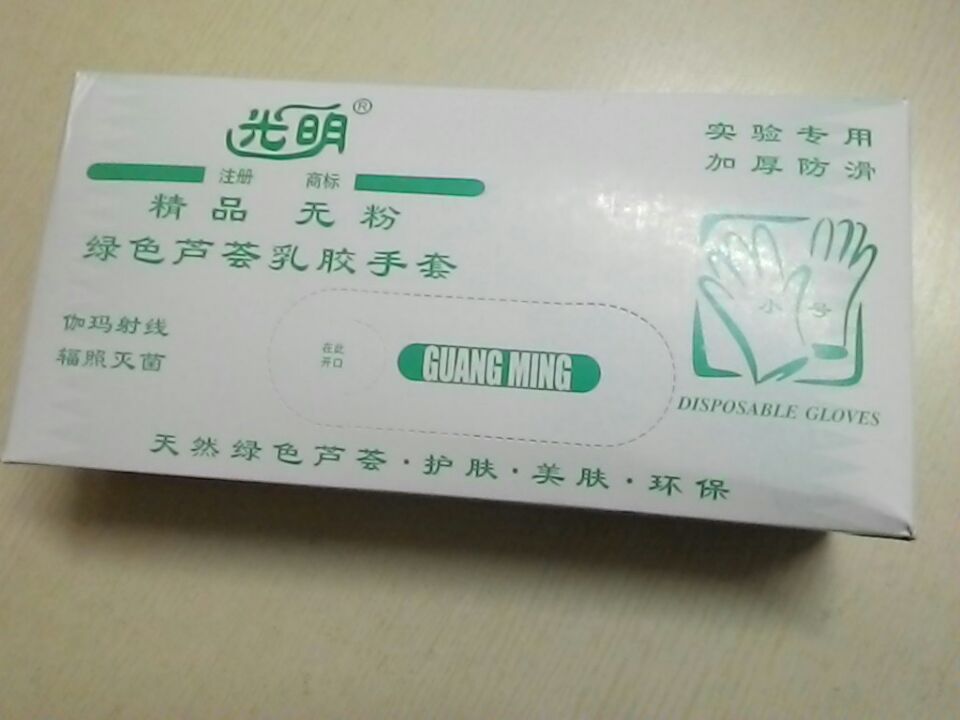 光明®
注册 商标
精品 无粉
绿色芦荟乳胶手套
伽玛射线
辐照灭菌
在此
开口
GUANG MING
天然绿色芦荟·护肤·美肤·环保
实验专用
加厚防滑
小号
DISPOSABLE GLOVES